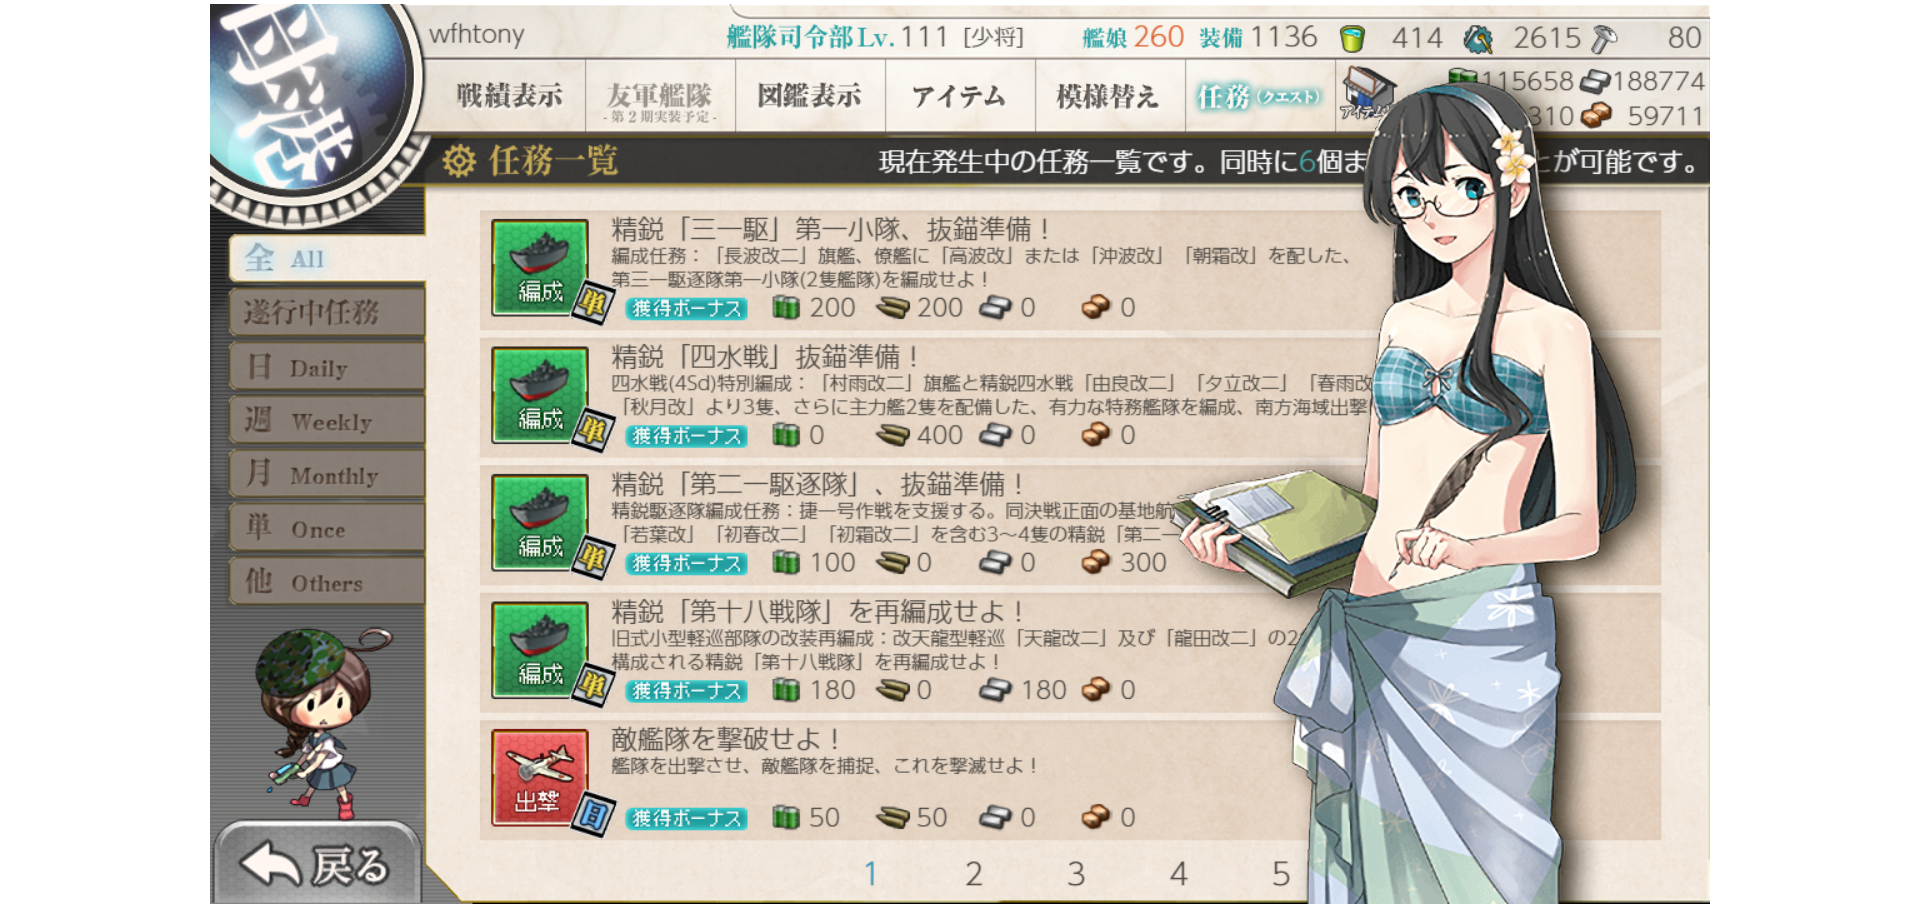 母港
wfhtony
艦隊司令部Lv.111 [少将]
艦娘 260 装備 1136 414 2615 80
戦績表示
友軍艦隊
-第2期実装予定-
図鑑表示
アイテム
模様替え
任務(クエスト)
アイテム
115658 188774
310 59711
任務一覧
現在発生中の任務一覧です。同時に6個ま
とが可能です。
全 All
遂行中任務
日 Daily
週 Weekly
月 Monthly
単 Once
他 Others
戻る
精鋭「三一駆」第一小隊、抜錨準備！
編成任務：「長波改二」旗艦、僚艦に「高波改」または「沖波改」「朝霜改」を配した、
第三一駆逐隊第一小隊(2隻艦隊)を編成せよ！
編成 単
獲得ボーナス 200 200 0 0
精鋭「四水戦」抜錨準備！
四水戦(4Sd)特別編成：「村雨改二」旗艦と精鋭四水戦「由良改二」「夕立改二」「春雨改
「秋月改」より3隻、さらに主力艦2隻を配備した、有力な特務艦隊を編成、南方海域出撃
編成 単
獲得ボーナス 0 400 0 0
精鋭「第二一駆逐隊」、抜錨準備！
精鋭駆逐隊編成任務：捷一号作戦を支援する。同決戦正面の基地航
「若葉改」「初春改二」「初霜改二」を含む3〜4隻の精鋭「第二一
編成 単
獲得ボーナス 100 0 0 300
精鋭「第十八戦隊」を再編成せよ！
旧式小型軽巡部隊の改装再編成：改天龍型軽巡「天龍改二」及び「龍田改二」の2
構成される精鋭「第十八戦隊」を再編成せよ！
編成 単
獲得ボーナス 180 0 180 0
敵艦隊を撃破せよ！
艦隊を出撃させ、敵艦隊を捕捉、これを撃滅せよ！
出撃 日
獲得ボーナス 50 50 0 0
1 2 3 4 5